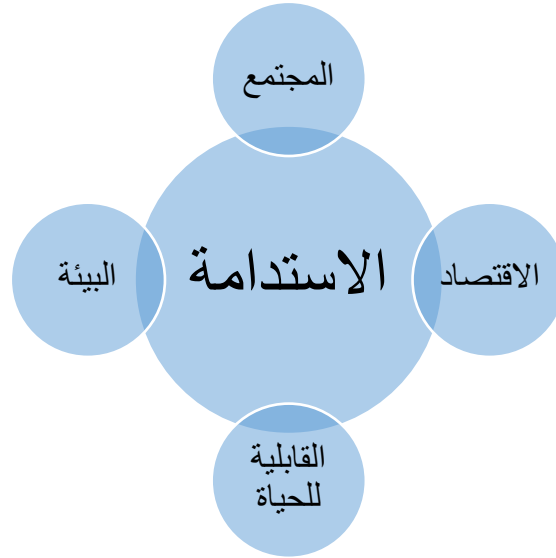 المجتمع
الاقتصاد
الاستدامة
البيئة
القابلية
للحياة